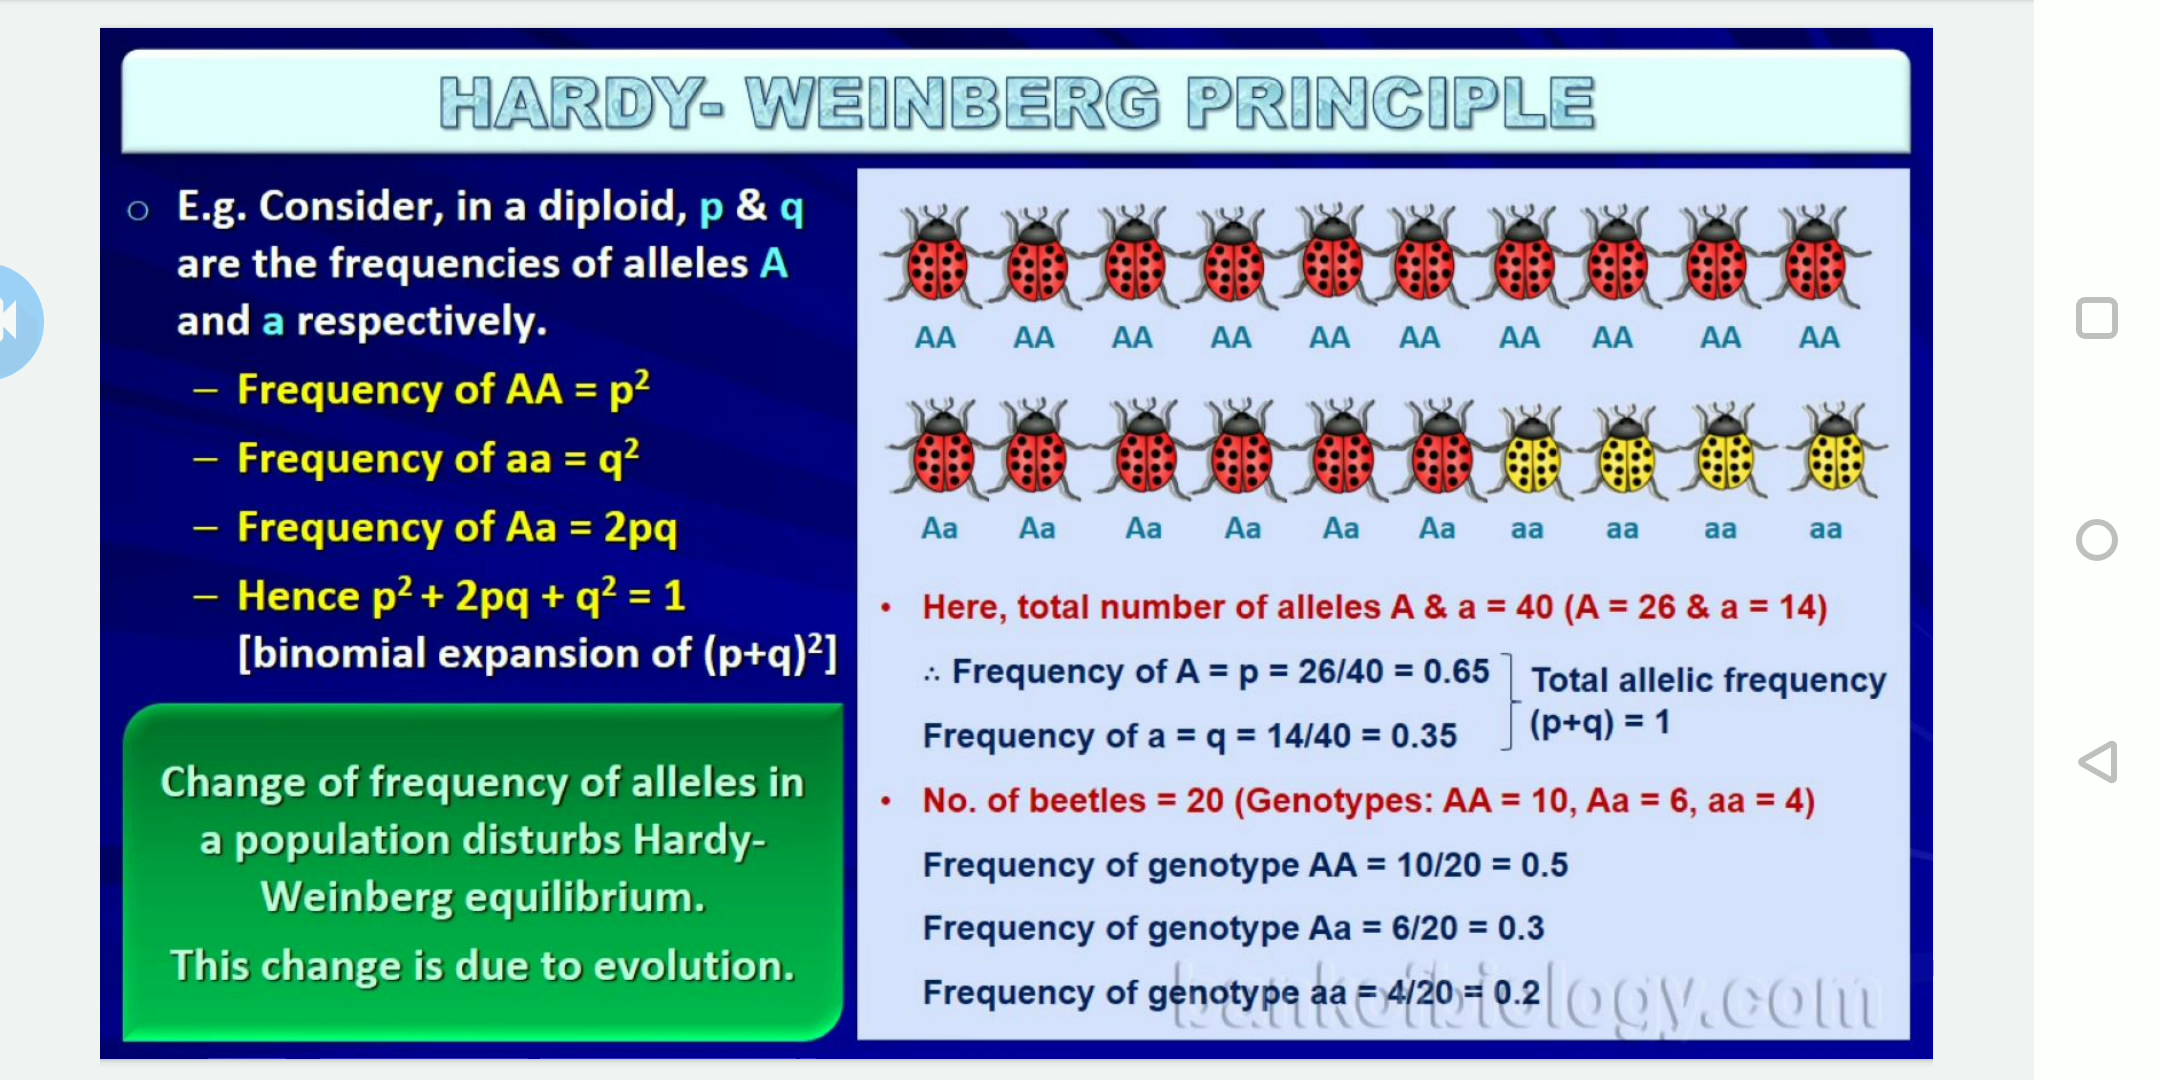 HARDY- WEINBERG PRINCIPLE
E.g. Consider, in a diploid, p & q
are the frequencies of alleles A
and a respectively.
– Frequency of AA = p²
– Frequency of aa = q²
– Frequency of Aa = 2pq
– Hence p² + 2pq + q² = 1
[binomial expansion of (p+q)²]
Change of frequency of alleles in
a population disturbs Hardy-
Weinberg equilibrium.
This change is due to evolution.
AA AA AA AA AA AA AA AA AA AA
Aa Aa Aa Aa Aa Aa aa aa aa aa
• Here, total number of alleles A & a = 40 (A = 26 & a = 14)
∴ Frequency of A = p = 26/40 = 0.65
Frequency of a = q = 14/40 = 0.35
Total allelic frequency
(p+q) = 1
• No. of beetles = 20 (Genotypes: AA = 10, Aa = 6, aa = 4)
Frequency of genotype AA = 10/20 = 0.5
Frequency of genotype Aa = 6/20 = 0.3
Frequency of genotype aa = 4/20 = 0.2
bankofbiology.com